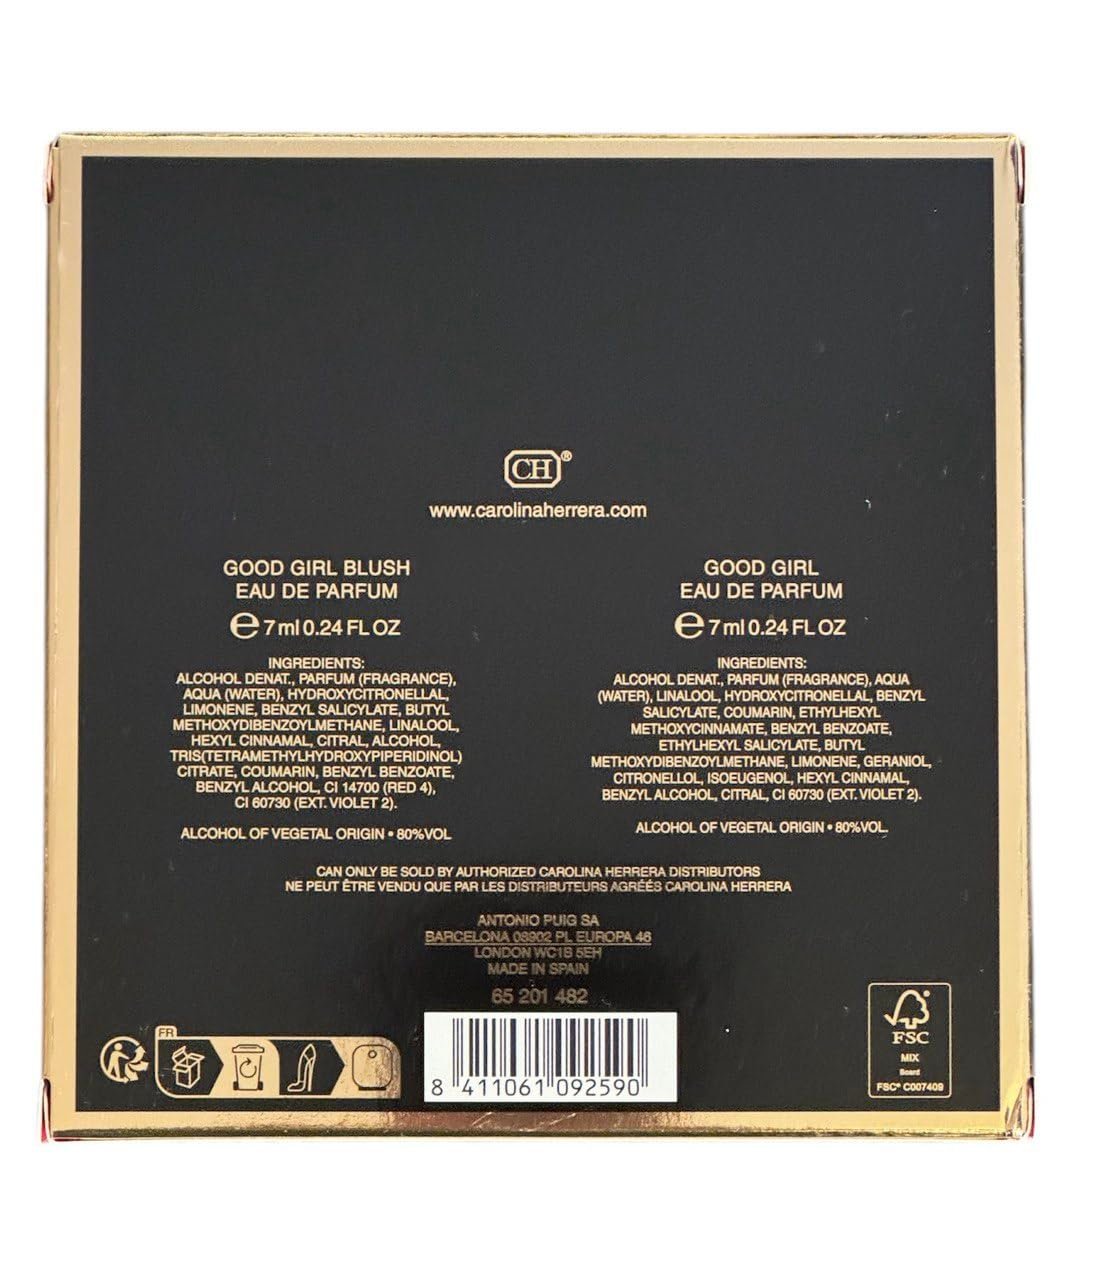 CH®
www.carolinaherrera.com
GOOD GIRL BLUSH
EAU DE PARFUM
℮ 7 ml 0.24 FL OZ
INGREDIENTS:
ALCOHOL DENAT., PARFUM (FRAGRANCE),
AQUA (WATER), HYDROXYCITRONELLAL,
LIMONENE, BENZYL SALICYLATE, BUTYL
METHOXYDIBENZOYLMETHANE, LINALOOL,
HEXYL CINNAMAL, CITRAL, ALCOHOL,
TRIS(TETRAMETHYLHYDROXYPIPERIDINOL)
CITRATE, COUMARIN, BENZYL BENZOATE,
BENZYL ALCOHOL, CI 14700 (RED 4),
CI 60730 (EXT. VIOLET 2).
ALCOHOL OF VEGETAL ORIGIN • 80%VOL
GOOD GIRL
EAU DE PARFUM
℮ 7 ml 0.24 FL OZ
INGREDIENTS:
ALCOHOL DENAT., PARFUM (FRAGRANCE), AQUA
(WATER), LINALOOL, HYDROXYCITRONELLAL, BENZYL
SALICYLATE, COUMARIN, ETHYLHEXYL
METHOXYCINNAMATE, BENZYL BENZOATE,
ETHYLHEXYL SALICYLATE, BUTYL
METHOXYDIBENZOYLMETHANE, LIMONENE, GERANIOL,
CITRONELLOL, ISOEUGENOL, HEXYL CINNAMAL,
BENZYL ALCOHOL, CITRAL, CI 60730 (EXT. VIOLET 2).
ALCOHOL OF VEGETAL ORIGIN • 80%VOL.
CAN ONLY BE SOLD BY AUTHORIZED CAROLINA HERRERA DISTRIBUTORS
NE PEUT ÊTRE VENDU QUE PAR LES DISTRIBUTEURS AGRÉÉS CAROLINA HERRERA
ANTONIO PUIG SA
BARCELONA 08902 PL EUROPA 46
LONDON WC1B 5EH
MADE IN SPAIN
65 201 482
FR
8 411061 092590
FSC
MIX
Board
FSC® C007409